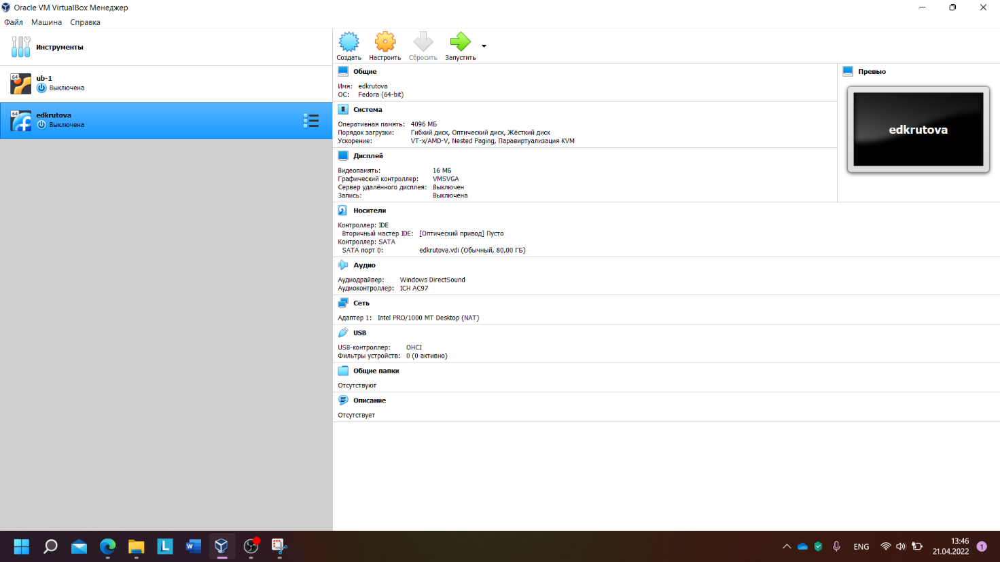 Oracle VM VirtualBox Менеджер
Файл Машина Справка
Инструменты
64
ub-1
Выключена
64
edkrutova
Выключена
Создать Настроить Сбросить Запустить
Общие
Имя: edkrutova
ОС: Fedora (64-bit)
Система
Оперативная память: 4096 МБ
Порядок загрузки: Гибкий диск, Оптический диск, Жёсткий диск
Ускорение: VT-x/AMD-V, Nested Paging, Паравиртуализация KVM
Дисплей
Видеопамять: 16 МБ
Графический контроллер: VMSVGA
Сервер удалённого дисплея: Выключен
Запись: Выключена
Носители
Контроллер: IDE
Вторичный мастер IDE: [Оптический привод] Пусто
Контроллер: SATA
SATA порт 0: edkrutova.vdi (Обычный, 80,00 ГБ)
Аудио
Аудиодрайвер: Windows DirectSound
Аудиоконтроллер: ICH AC97
Сеть
Адаптер 1: Intel PRO/1000 MT Desktop (NAT)
USB
USB-контроллер: OHCI
Фильтры устройств: 0 (0 активно)
Общие папки
Отсутствуют
Описание
Отсутствует
Превью
edkrutova
L
W
ENG
13:46
21.04.2022
1